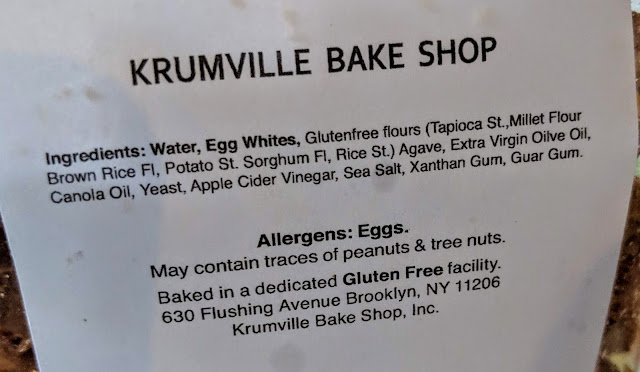 KRUMVILLE BAKE SHOP
Ingredients: Water, Egg Whites, Glutenfree flours (Tapioca St.,Millet Flour
Brown Rice Fl, Potato St. Sorghum Fl, Rice St.) Agave, Extra Virgin Oilve Oil,
Canola Oil, Yeast, Apple Cider Vinegar, Sea Salt, Xanthan Gum, Guar Gum.
Allergens: Eggs.
May contain traces of peanuts & tree nuts.
Baked in a dedicated Gluten Free facility.
630 Flushing Avenue Brooklyn, NY 11206
Krumville Bake Shop, Inc.